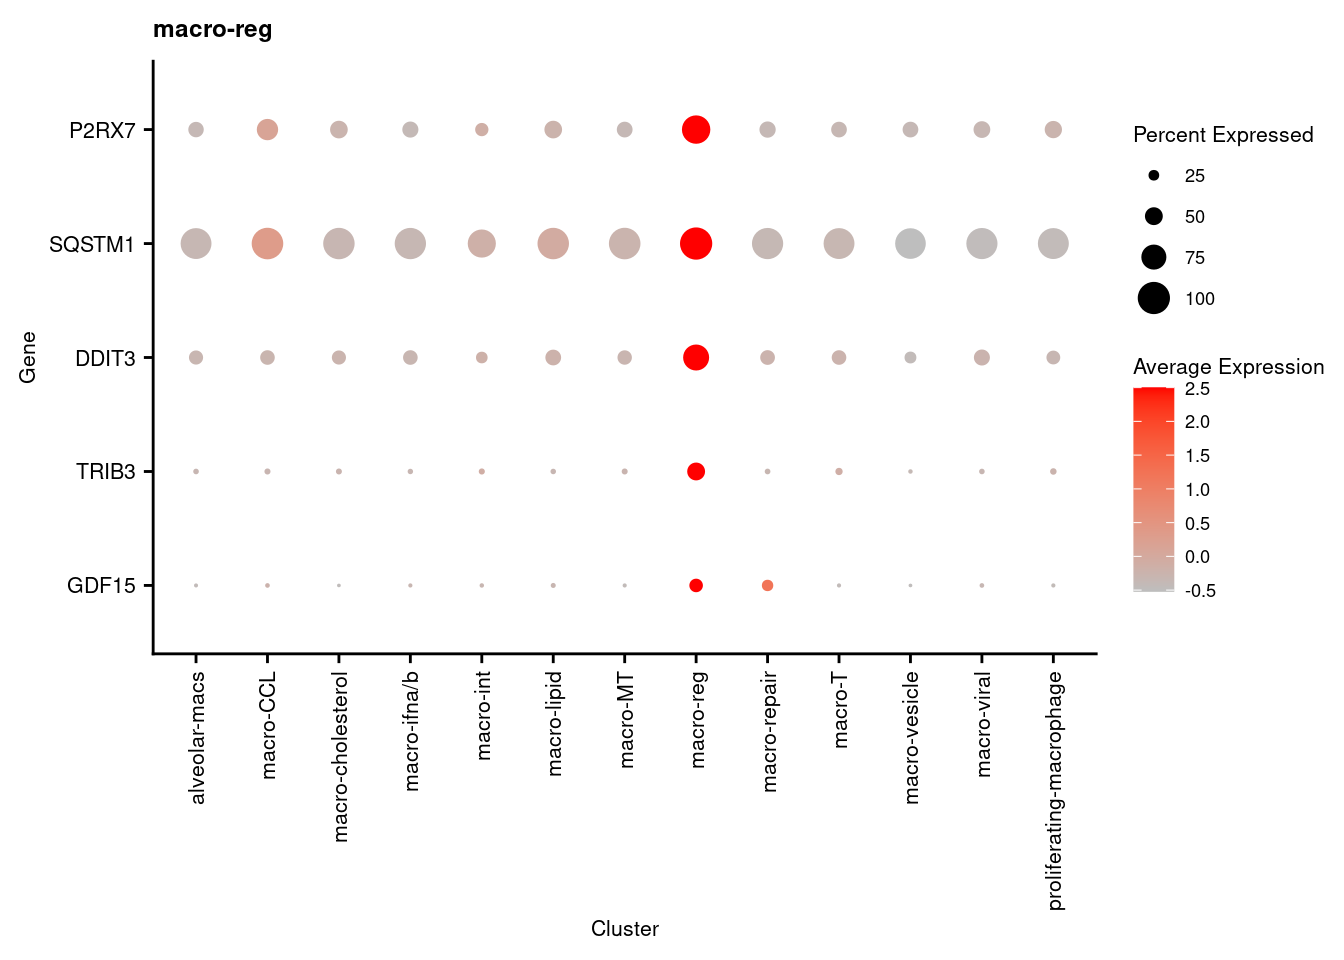 macro-reg
P2RX7
SQSTM1
DDIT3
TRIB3
GDF15
Gene
alveolar-macs
macro-CCL
macro-cholesterol
macro-ifna/b
macro-int
macro-lipid
macro-MT
macro-reg
macro-repair
macro-T
macro-vesicle
macro-viral
proliferating-macrophage
Cluster
Percent Expressed
25
50
75
100
Average Expression
2.5
2.0
1.5
1.0
0.5
0.0
-0.5